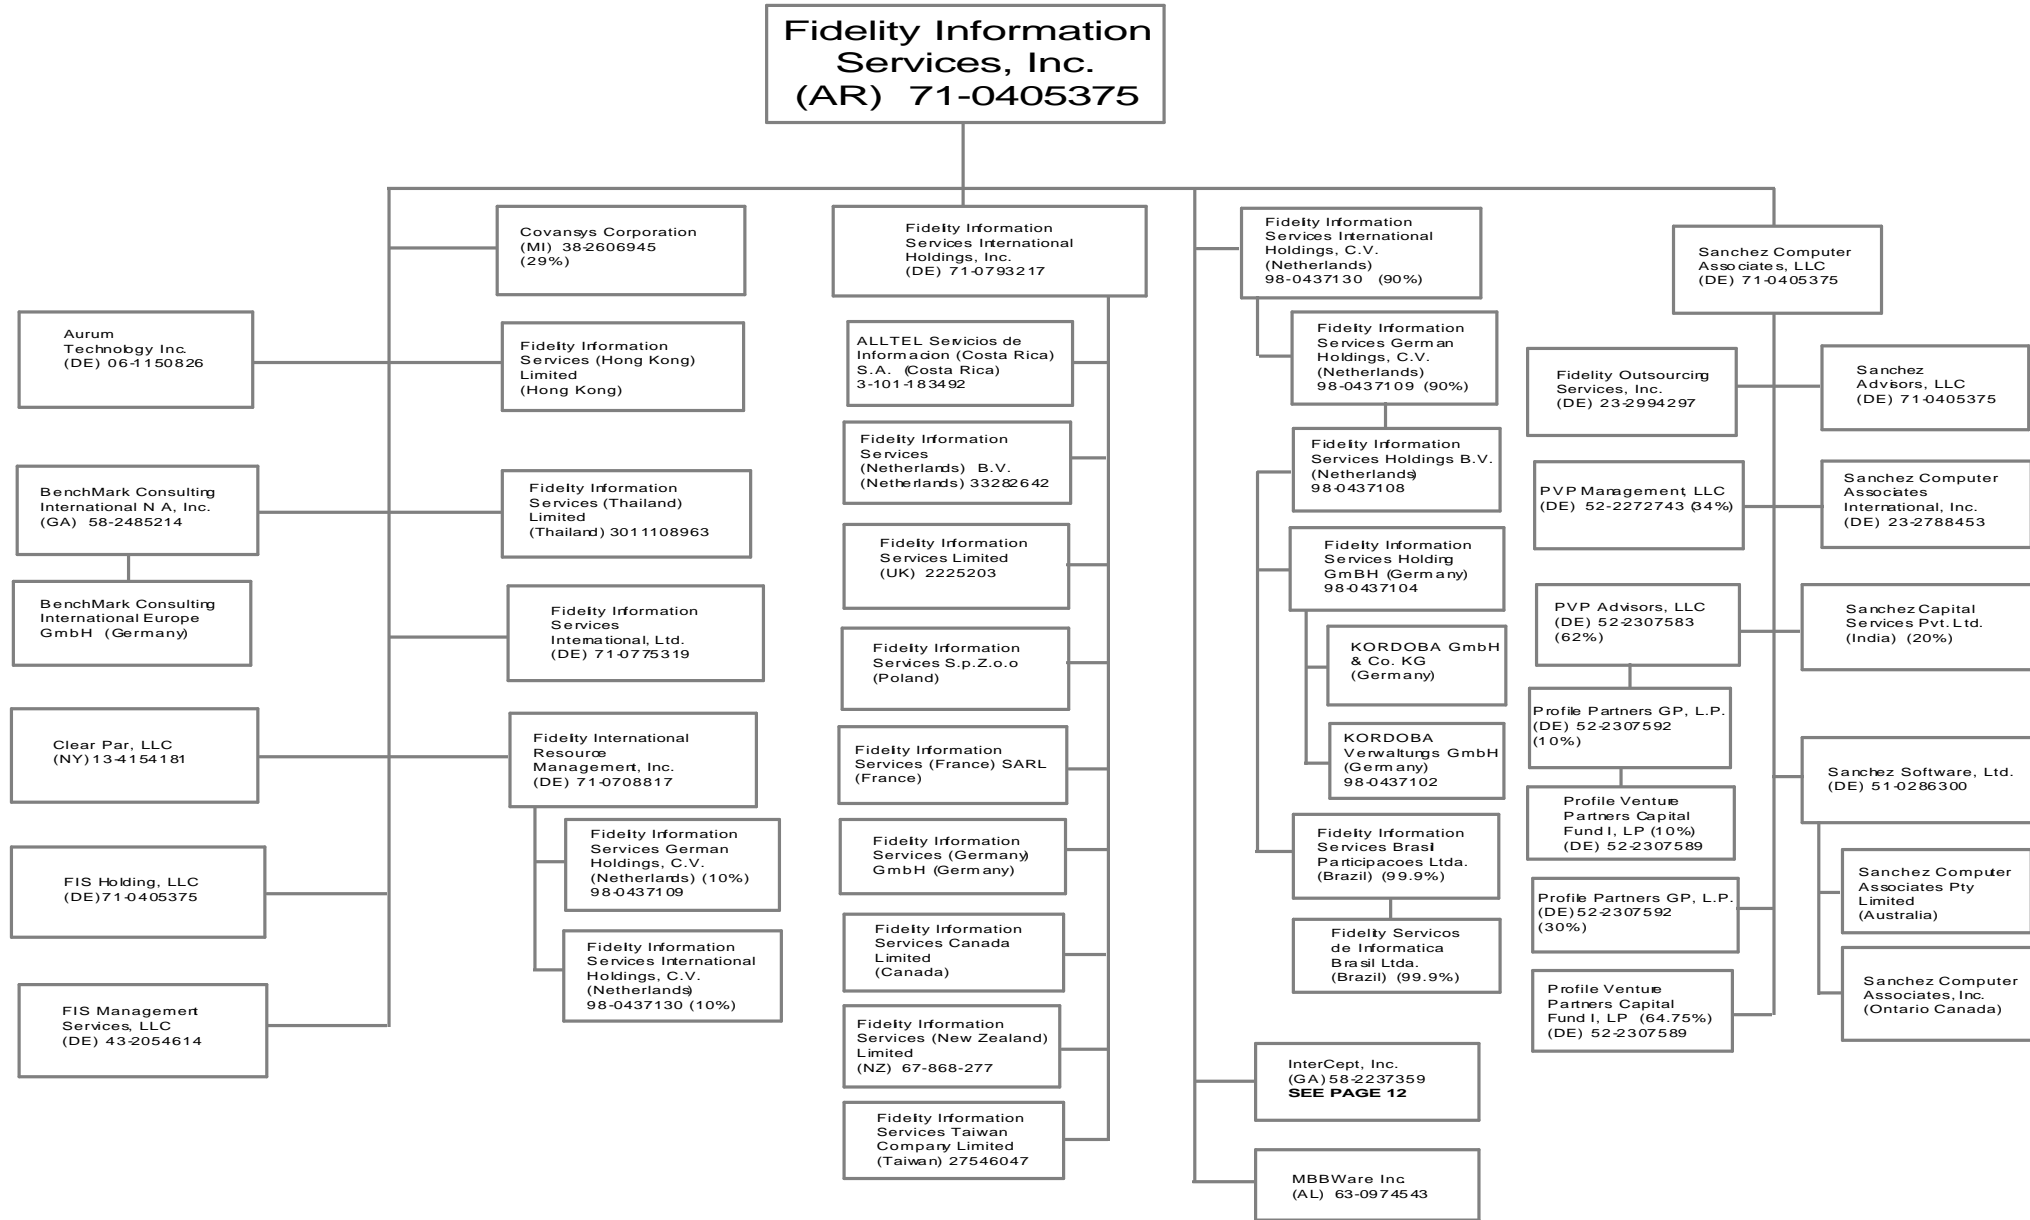 Fidelity Information
Services, Inc.
(AR) 71-0405375
Covansys Corporation
(MI) 38-2606945
(29%)
Fidelity Information
Services International
Holdings, Inc.
(DE) 71-0793217
Fidelity Information
Services International
Holdings, C.V.
(Netherlands)
98-0437130 (90%)
Sanchez Computer
Associates, LLC
(DE) 71-0405375
Aurum
Technology Inc.
(DE) 06-1150826
Fidelity Information
Services (Hong Kong)
Limited
(Hong Kong)
BenchMark Consulting
International N A, Inc.
(GA) 58-2485214
BenchMark Consulting
International Europe
GmbH (Germany)
Fidelity Information
Services (Thailand)
Limited
(Thailand) 3011108963
Fidelity Information
Services
International, Ltd.
(DE) 71-0775319
Clear Par, LLC
(NY) 13-4154181
Fidelity International
Resource
Management, Inc.
(DE) 71-0708817
Fidelity Information
Services German
Holdings, C.V.
(Netherlands) (10%)
98-0437109
Fidelity Information
Services International
Holdings, C.V.
(Netherlands)
98-0437130 (10%)
FIS Holding, LLC
(DE)71-0405375
FIS Management
Services, LLC
(DE) 43-2054614
ALLTEL Servicios de
Informacion (Costa Rica)
S.A. (Costa Rica)
3-101-183492
Fidelity Information
Services
(Netherlands) B.V.
(Netherlands) 33282642
Fidelity Information
Services Limited
(UK) 2225203
Fidelity Information
Services S.p.Z.o.o
(Poland)
Fidelity Information
Services (France) SARL
(France)
Fidelity Information
Services (Germany)
GmbH (Germany)
Fidelity Information
Services Canada
Limited
(Canada)
Fidelity Information
Services (New Zealand)
Limited
(NZ) 67-868-277
Fidelity Information
Services Taiwan
Company Limited
(Taiwan) 27546047
Fidelity Information
Services German
Holdings, C.V.
(Netherlands)
98-0437109 (90%)
Fidelity Information
Services Holdings B.V.
(Netherlands)
98-0437108
Fidelity Information
Services Holding
GmBH (Germany)
98-0437104
KORDOBA GmbH
& Co. KG
(Germany)
KORDOBA
Verwaltungs GmbH
(Germany)
98-0437102
Fidelity Information
Services Brasil
Participacoes Ltda.
(Brazil) (99.9%)
Fidelity Servicos
de Informatica
Brasil Ltda.
(Brazil) (99.9%)
InterCept, Inc.
(GA) 58-2237359
SEE PAGE 12
MBBWare Inc.
(AL) 63-0974543
Fidelity Outsourcing
Services, Inc.
(DE) 23-2994297
Sanchez
Advisors, LLC
(DE) 71-0405375
PVP Management, LLC
(DE) 52-2272743 (34%)
Sanchez Computer
Associates
International, Inc.
(DE) 23-2788453
PVP Advisors, LLC
(DE) 52-2307583
(62%)
Sanchez Capital
Services Pvt. Ltd.
(India) (20%)
Profile Partners GP, L.P.
(DE) 52-2307592
(10%)
Profile Venture
Partners Capital
Fund I, LP (10%)
(DE) 52-2307589
Sanchez Software, Ltd.
(DE) 51-0286300
Sanchez Computer
Associates Pty
Limited
(Australia)
Sanchez Computer
Associates, Inc.
(Ontario Canada)
Profile Partners GP, L.P.
(DE) 52-2307592
(30%)
Profile Venture
Partners Capital
Fund I, LP (64.75%)
(DE) 52-2307589